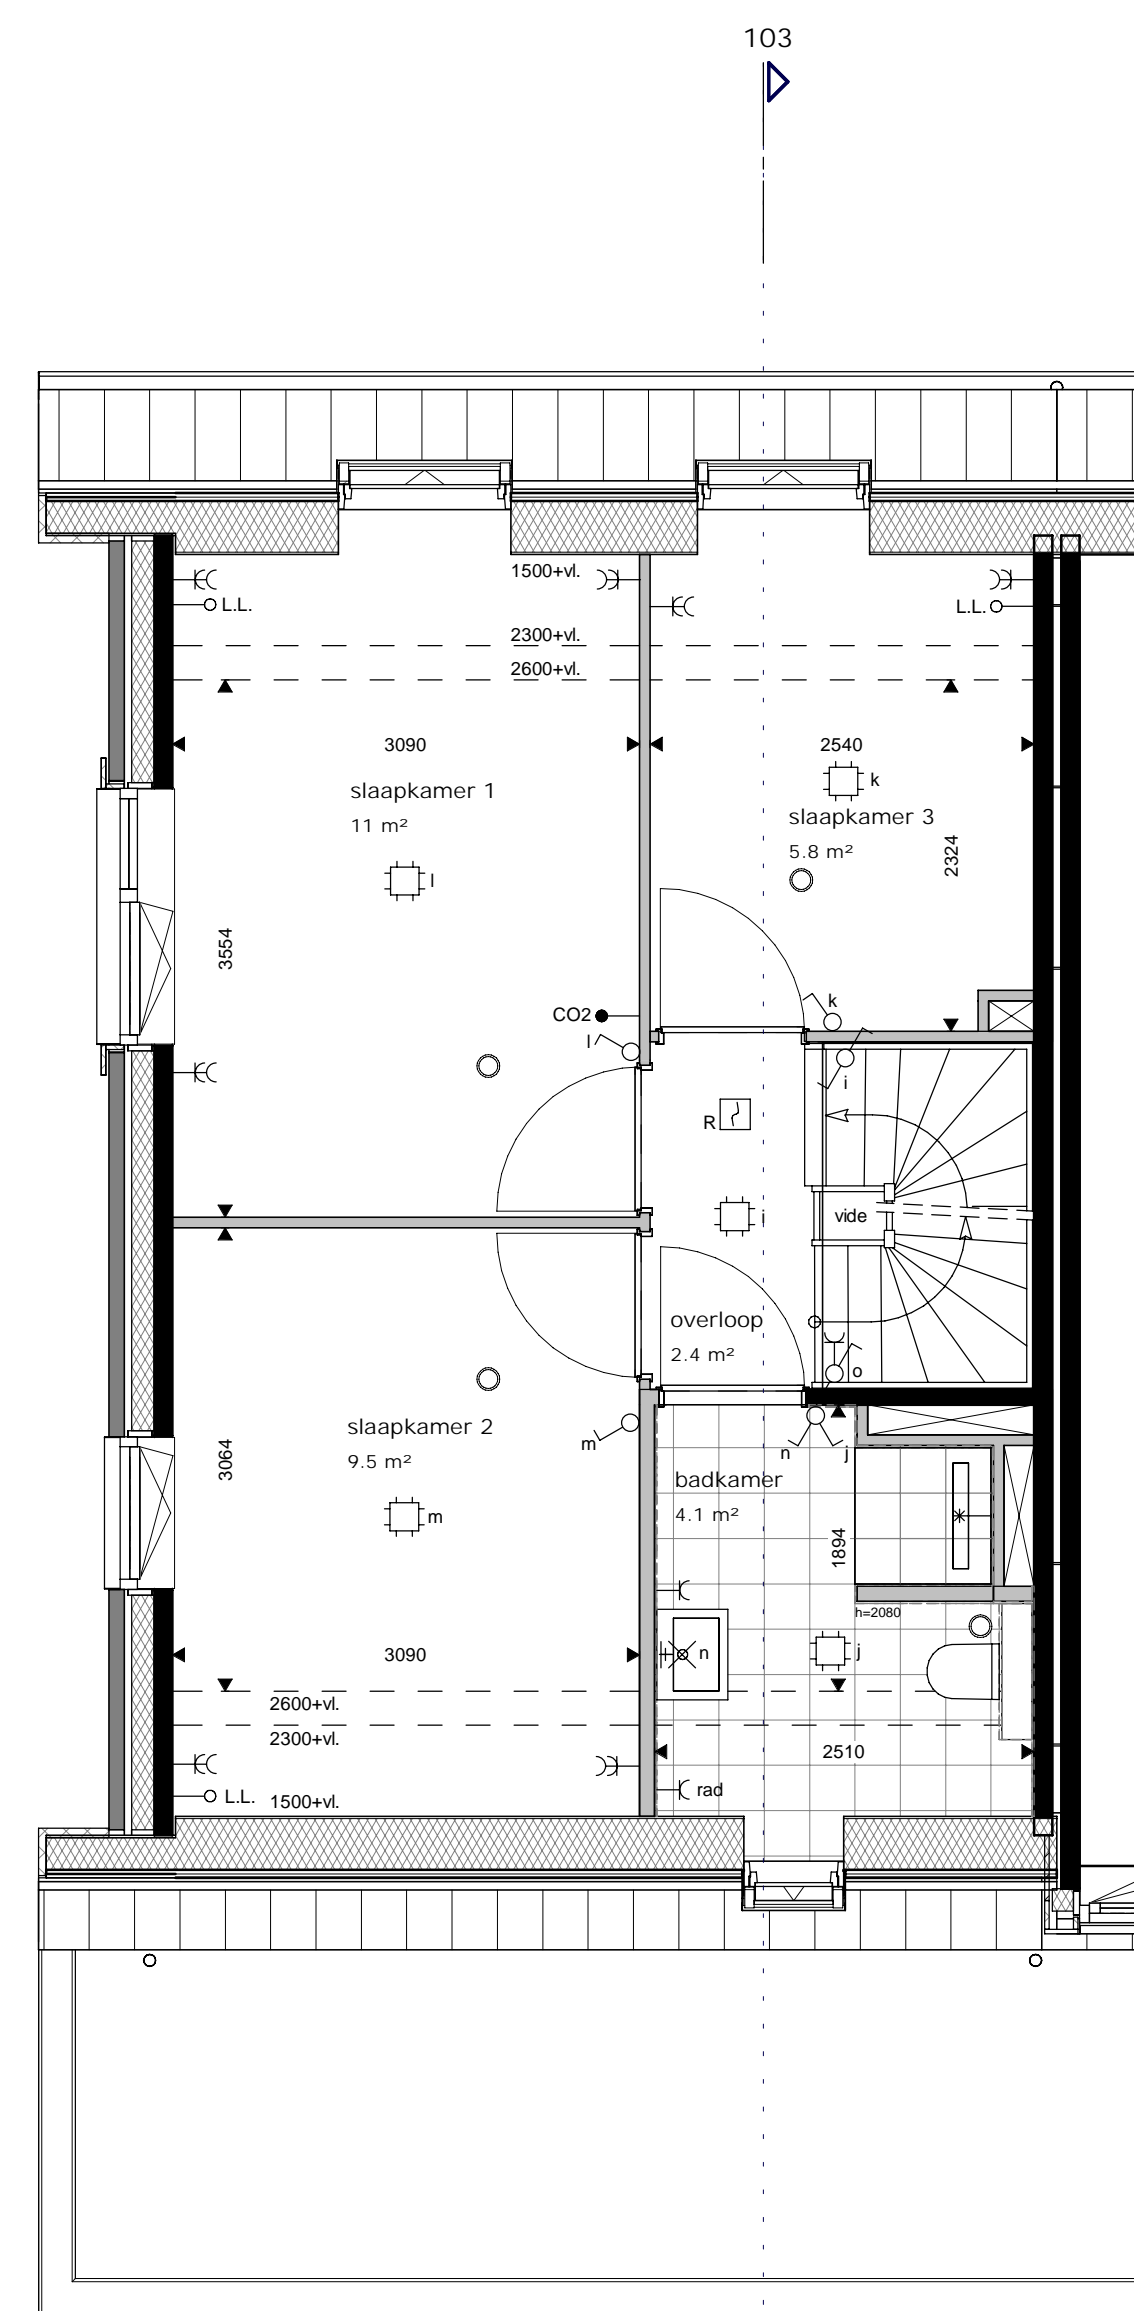 103
1500+vl.
L.L.
L.L.
2300+vl.
2600+vl.
3090
2540
k
slaapkamer 1
11 m²
slaapkamer 3
5.8 m²
2324
l
3554
k
CO2
l
i
R
i
vide
overloop
2.4 m²
o
slaapkamer 2
9.5 m²
m
n
j
badkamer
4.1 m²
3064
m
1894
h=2080
n
j
3090
2600+vl.
2300+vl.
2510
rad
L.L.
1500+vl.